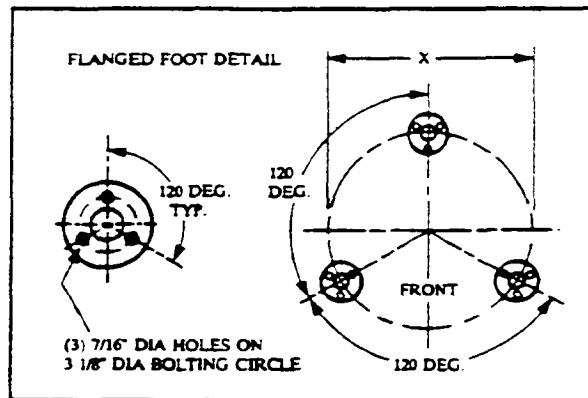 FLANGED FOOT DETAIL
X
120 DEG.
TYP.
120
DEG.
FRONT
(3) 7/16" DIA HOLES ON
3 1/8" DIA BOLTING CIRCLE
120 DEG.